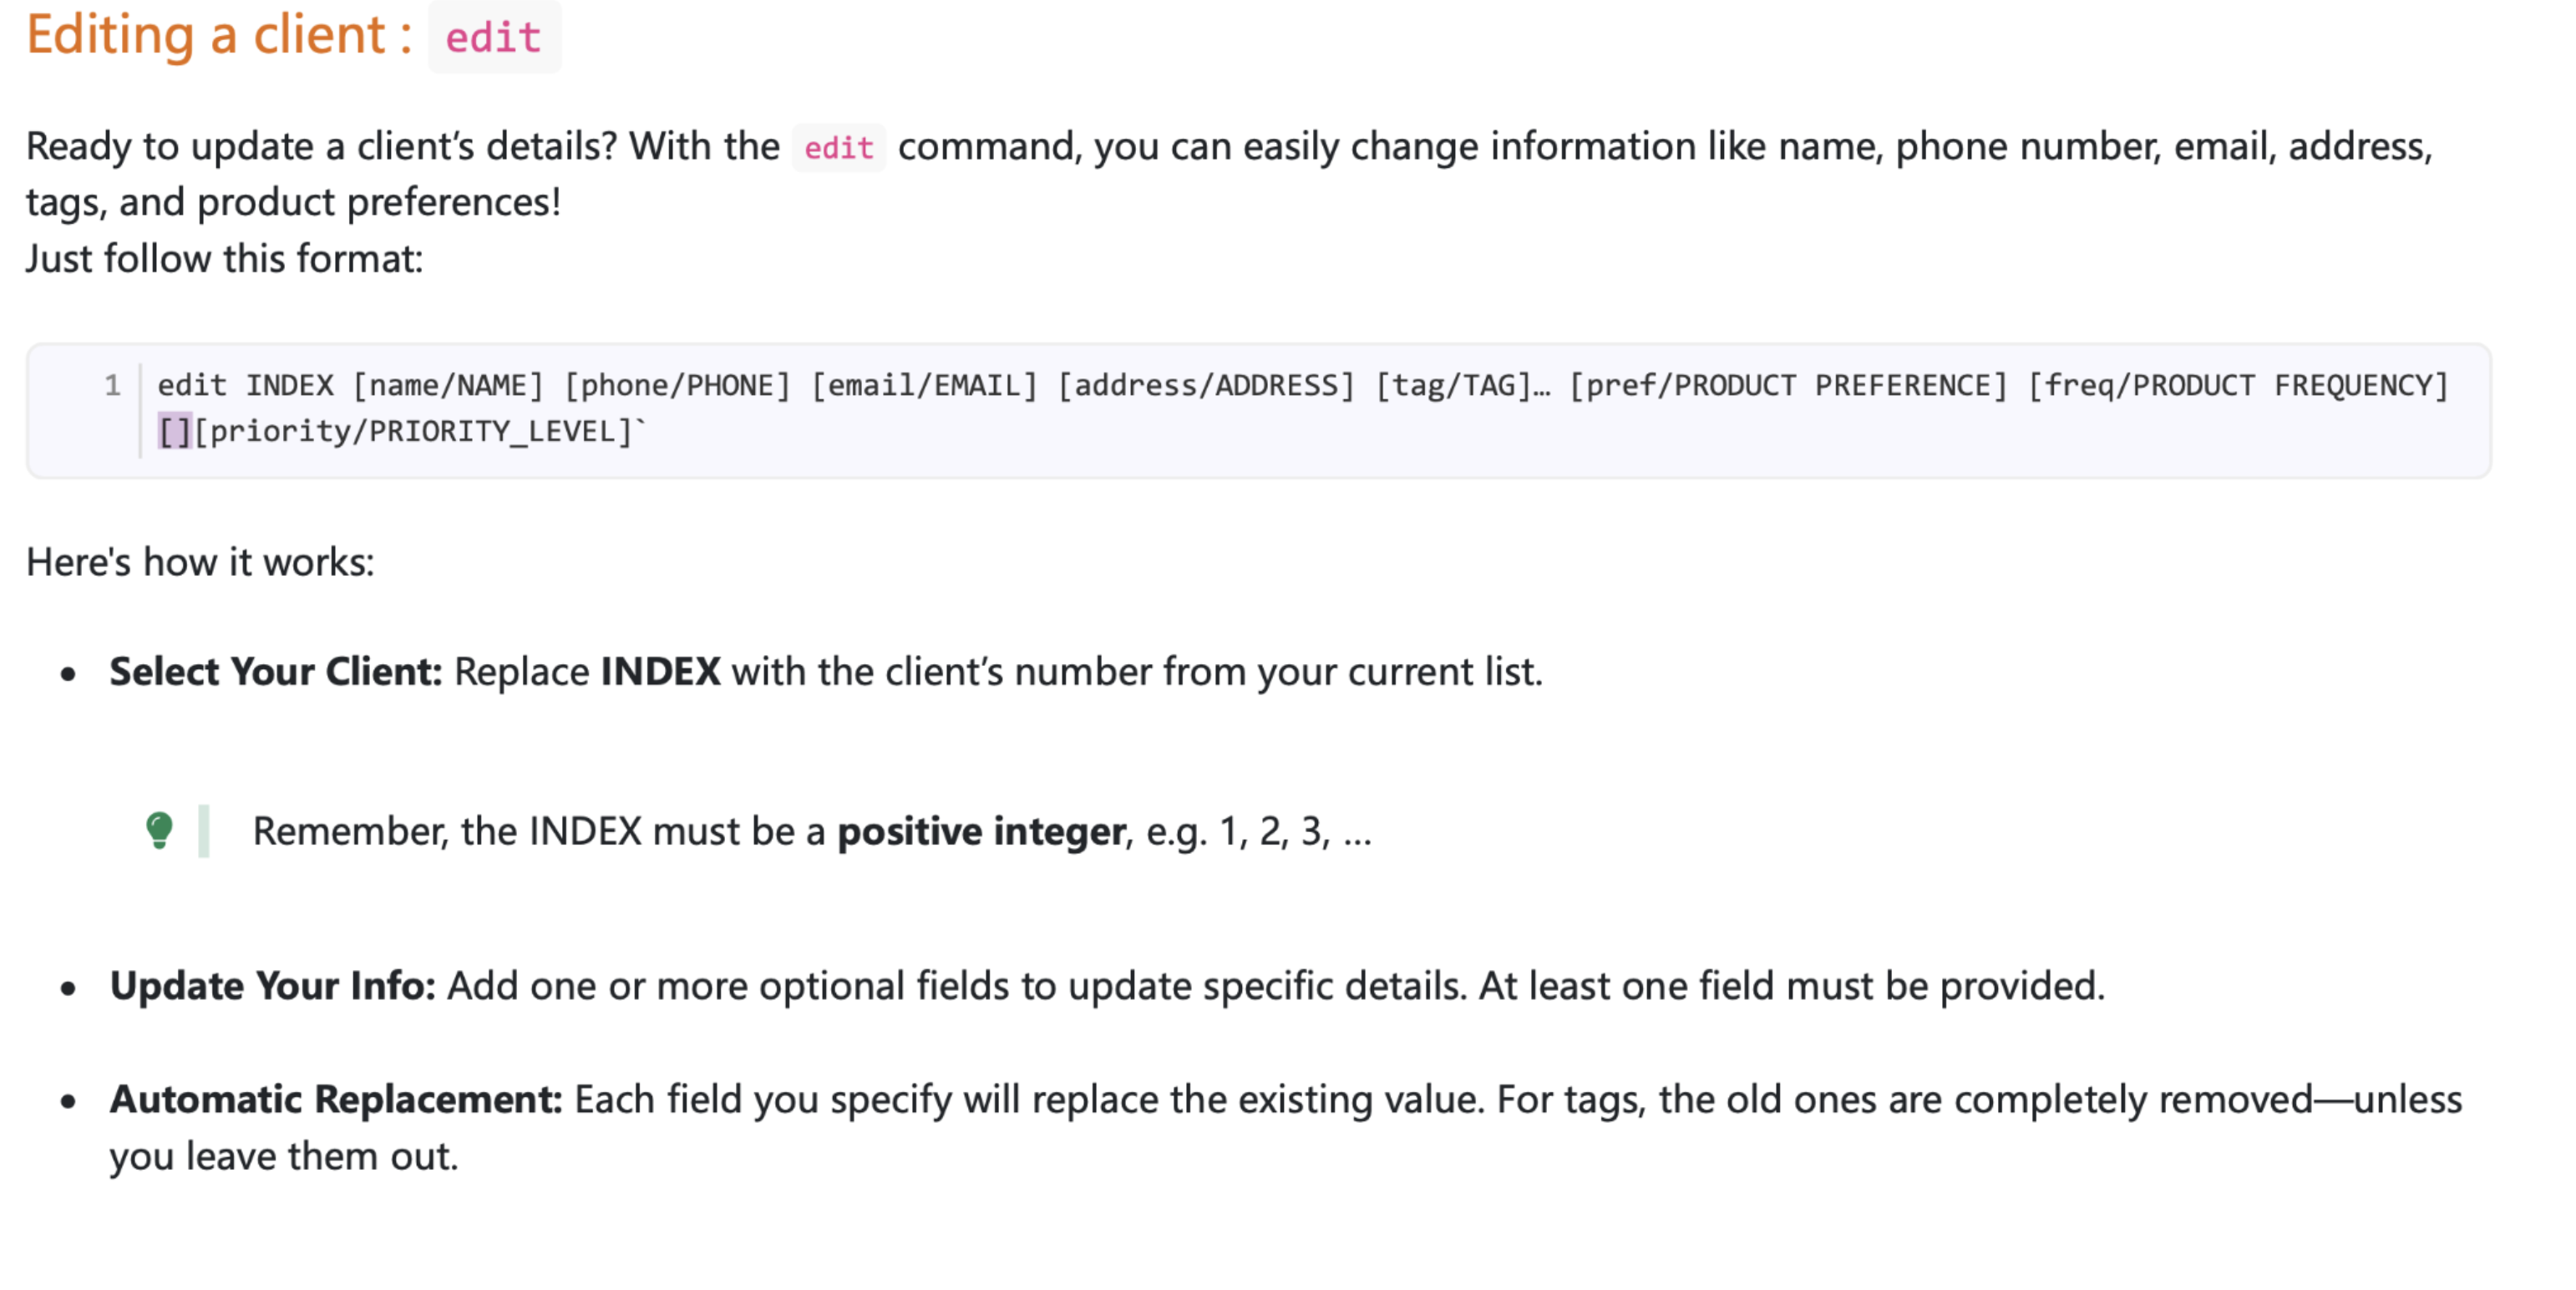 Editing a client : edit
Ready to update a client’s details? With the edit command, you can easily change information like name, phone number, email, address,
tags, and product preferences!
Just follow this format:
1 edit INDEX [name/NAME] [phone/PHONE] [email/EMAIL] [address/ADDRESS] [tag/TAG]… [pref/PRODUCT PREFERENCE] [freq/PRODUCT FREQUENCY]
[][priority/PRIORITY_LEVEL]`
Here's how it works:
• Select Your Client: Replace INDEX with the client’s number from your current list.
Remember, the INDEX must be a positive integer, e.g. 1, 2, 3, …
• Update Your Info: Add one or more optional fields to update specific details. At least one field must be provided.
• Automatic Replacement: Each field you specify will replace the existing value. For tags, the old ones are completely removed—unless
you leave them out.